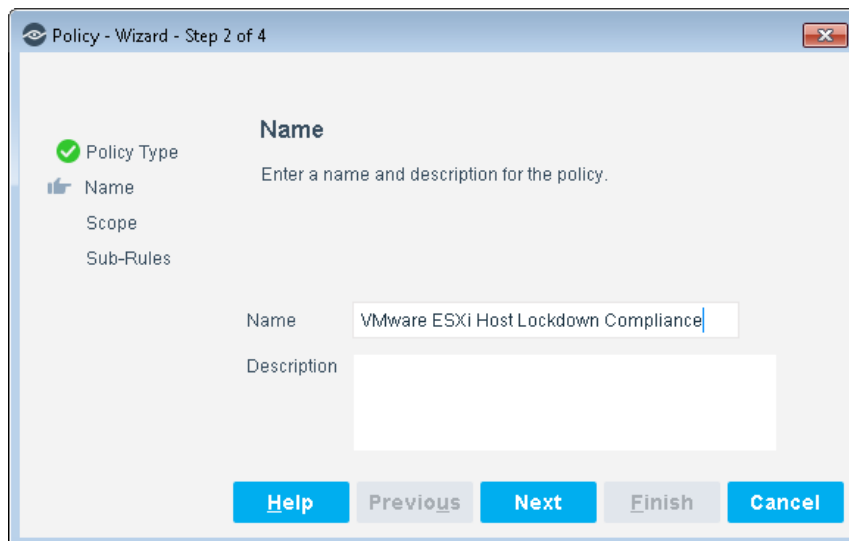 Policy - Wizard - Step 2 of 4
Policy Type
Name
Scope
Sub-Rules
Name
Enter a name and description for the policy.
Name VMware ESXi Host Lockdown Compliance
Description
Help Previous Next Finish Cancel